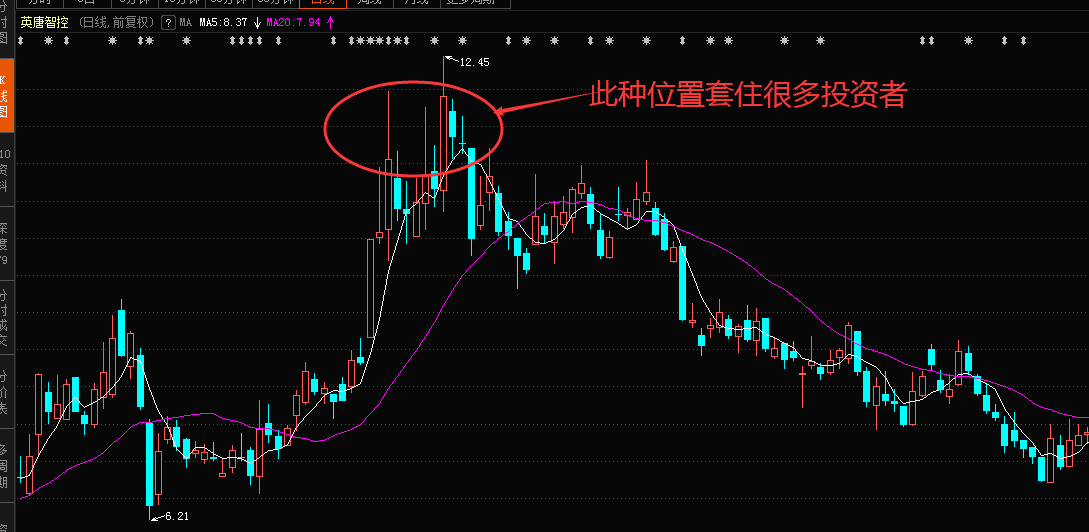 英唐智控 (日线,前复权) ? MA MA5:8.37 MA20:7.94
12.45
此种位置套住很多投资者
6.21
K线图
10
资料
深度
79
分时成交
分价表
多周期